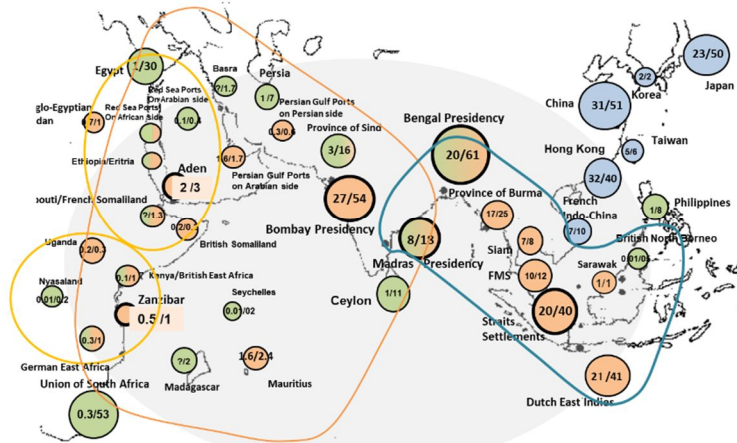 23/50
Japan
2/2
Korea
China
31/51
Hong Kong
Taiwan
5/6
32/40
Egypt
1/30
Basra
?/1.7
Persia
1/7
Red Sea Ports
On Arabian side
Red Sea Ports
On African side
0.1/0.4
Persian Gulf Ports
on Persian side
0.3/0.6
glo-Egyptian
dan
/1
Province of Sind
3/16
Bengal Presidency
20/61
Ethiopia/Eritria
Aden
2 /3
.6/1.7
Persian Gulf Ports
on Arabian side
27/54
Bombay Presidency
Province of Burma
17/25
French
Indo-China
7/10
Philippines
1/8
outi/French Somaliland
?/1.3
0.2/0.
British Somaliland
8/13
Madras Presidency
Siam
7/8
British North Borneo
0.01/05
Uganda
0.2/0.3
FMS
10/12
Sarawak
1/1
Nyasaland
0.01/0.2
0.1/1
Kenya/British East Africa
Seychelles
0.01/02
Ceylon
1/11
Zanzibar
0.5/1
20/40
Straits
Settlements
0.3/1
German East Africa
?/2
Madagascar
1.6/2.4
Mauritius
21/41
Dutch East Indies
Union of South Africa
0.3/53